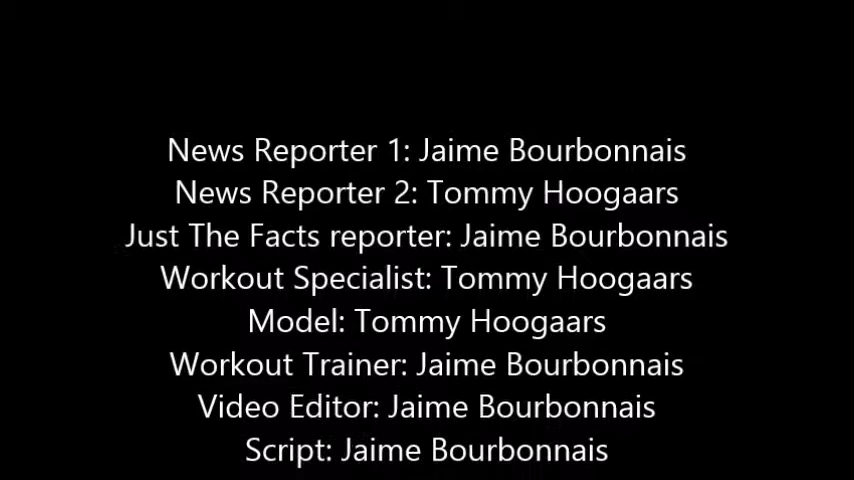 News Reporter 1: Jaime Bourbonnais
News Reporter 2: Tommy Hoogaars
Just The Facts reporter: Jaime Bourbonnais
Workout Specialist: Tommy Hoogaars
Model: Tommy Hoogaars
Workout Trainer: Jaime Bourbonnais
Video Editor: Jaime Bourbonnais
Script: Jaime Bourbonnais